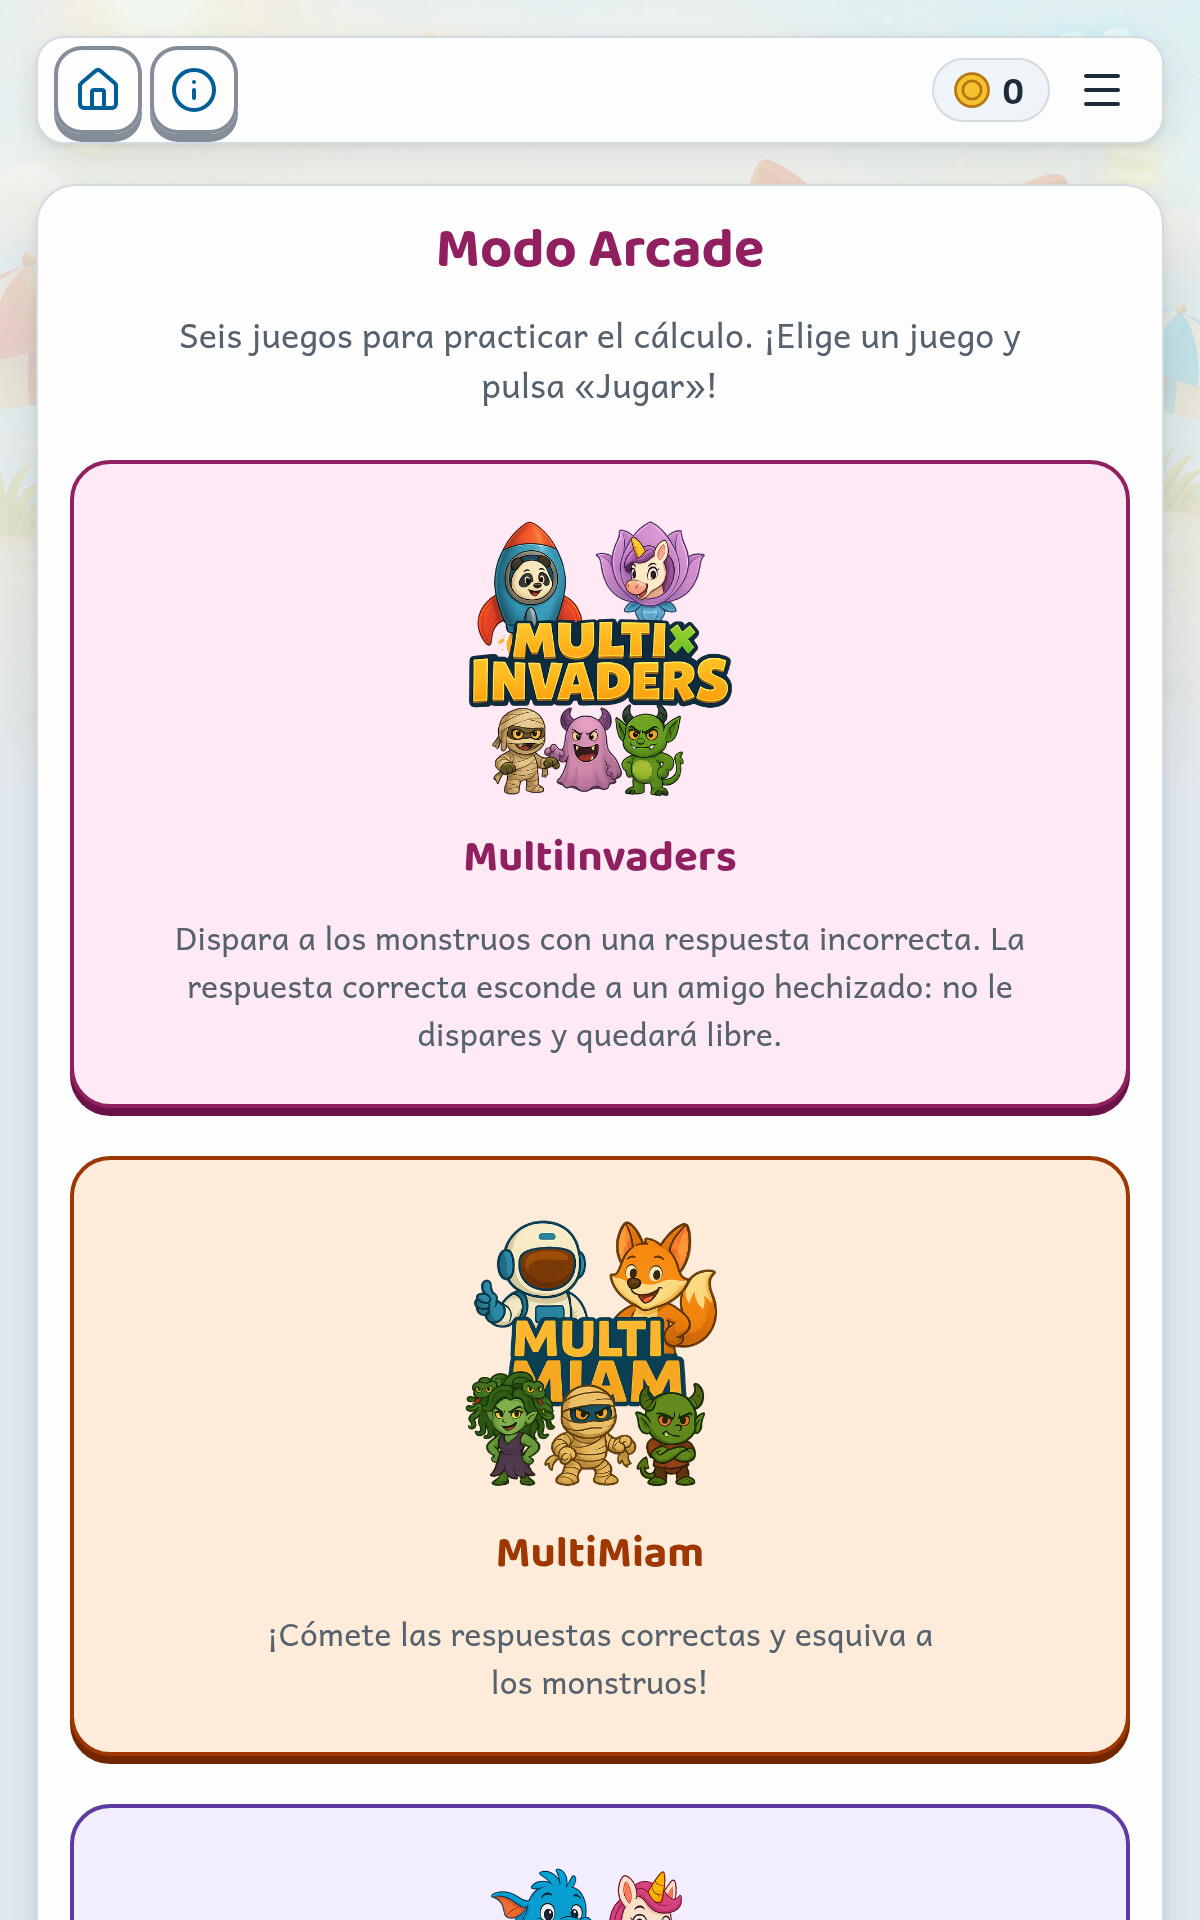 0
Modo Arcade
Seis juegos para practicar el cálculo. ¡Elige un juego y
pulsa «Jugar»!
MULTIX
INVADERS
MultiInvaders
Dispara a los monstruos con una respuesta incorrecta. La
respuesta correcta esconde a un amigo hechizado: no le
dispares y quedará libre.
MULTI
MIAM
MultiMiam
¡Cómete las respuestas correctas y esquiva a
los monstruos!